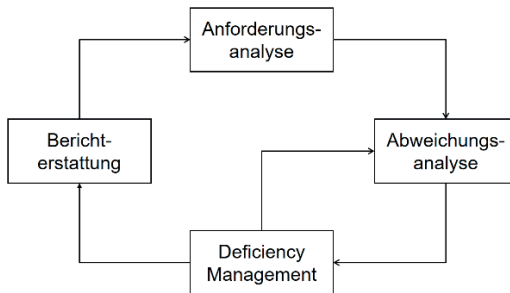 Anforderungs-
analyse
Bericht-
erstattung
Abweichungs-
analyse
Deficiency
Management